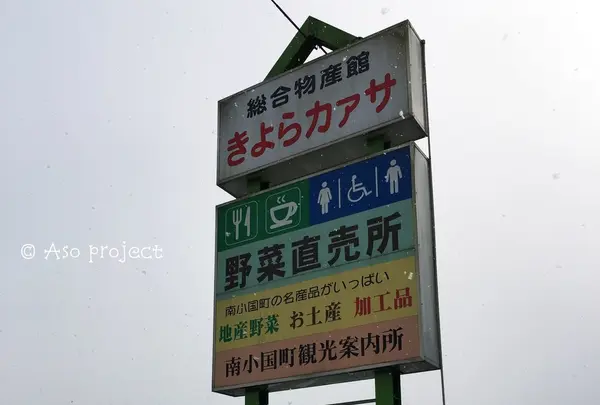 総合物産館
きよらカァサ
野菜直売所
南小国町の名産品がいっぱい
地産野菜 お土産 加工品
南小国町観光案内所
© Aso project